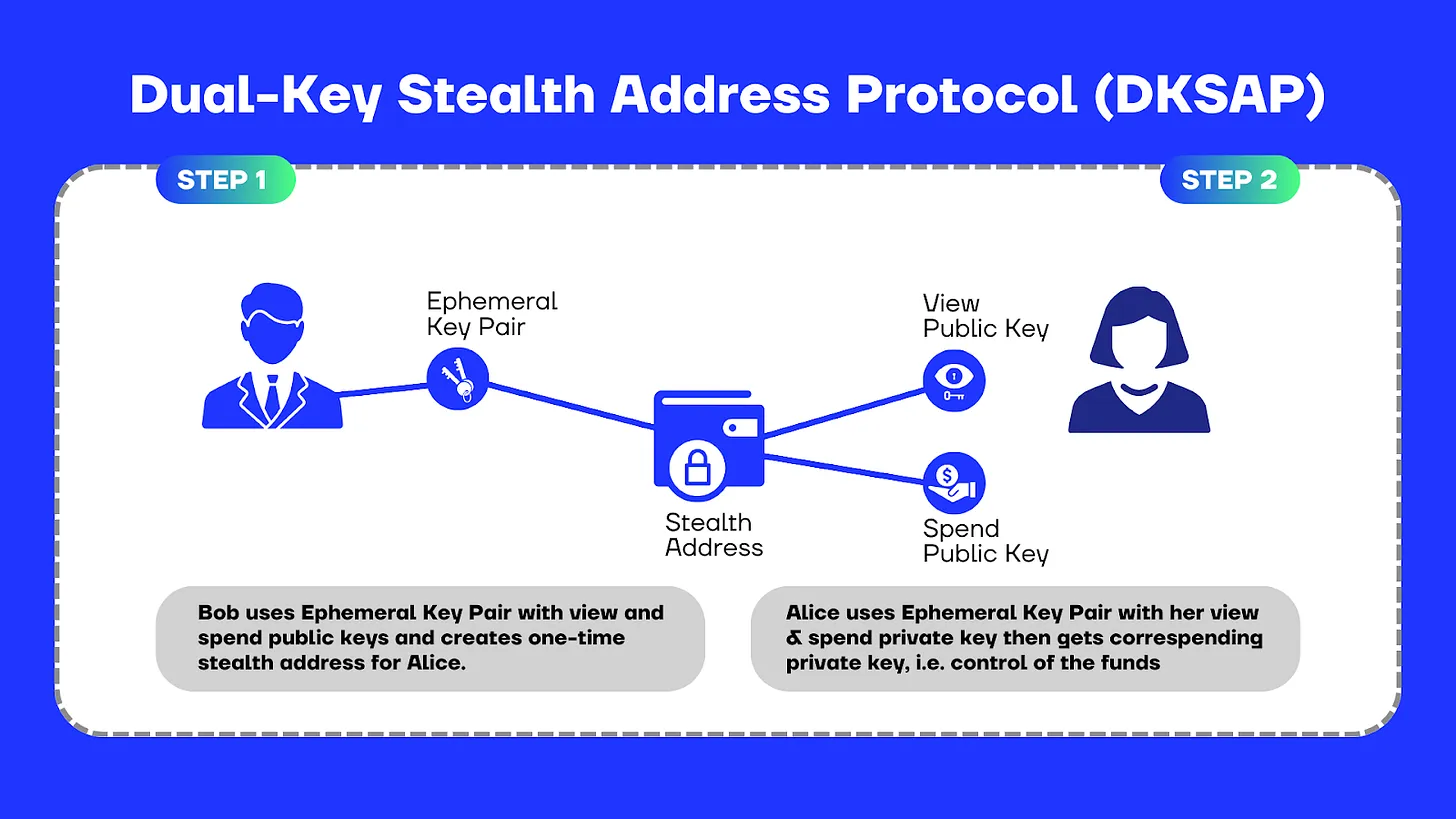 Dual-Key Stealth Address Protocol (DKSAP)
STEP 1
STEP 2
Ephemeral
Key Pair
View
Public Key
Stealth
Address
Spend
Public Key
Bob uses Ephemeral Key Pair with view and
spend public keys and creates one-time
stealth address for Alice.
Alice uses Ephemeral Key Pair with her view
& spend private key then gets correspending
private key, i.e. control of the funds